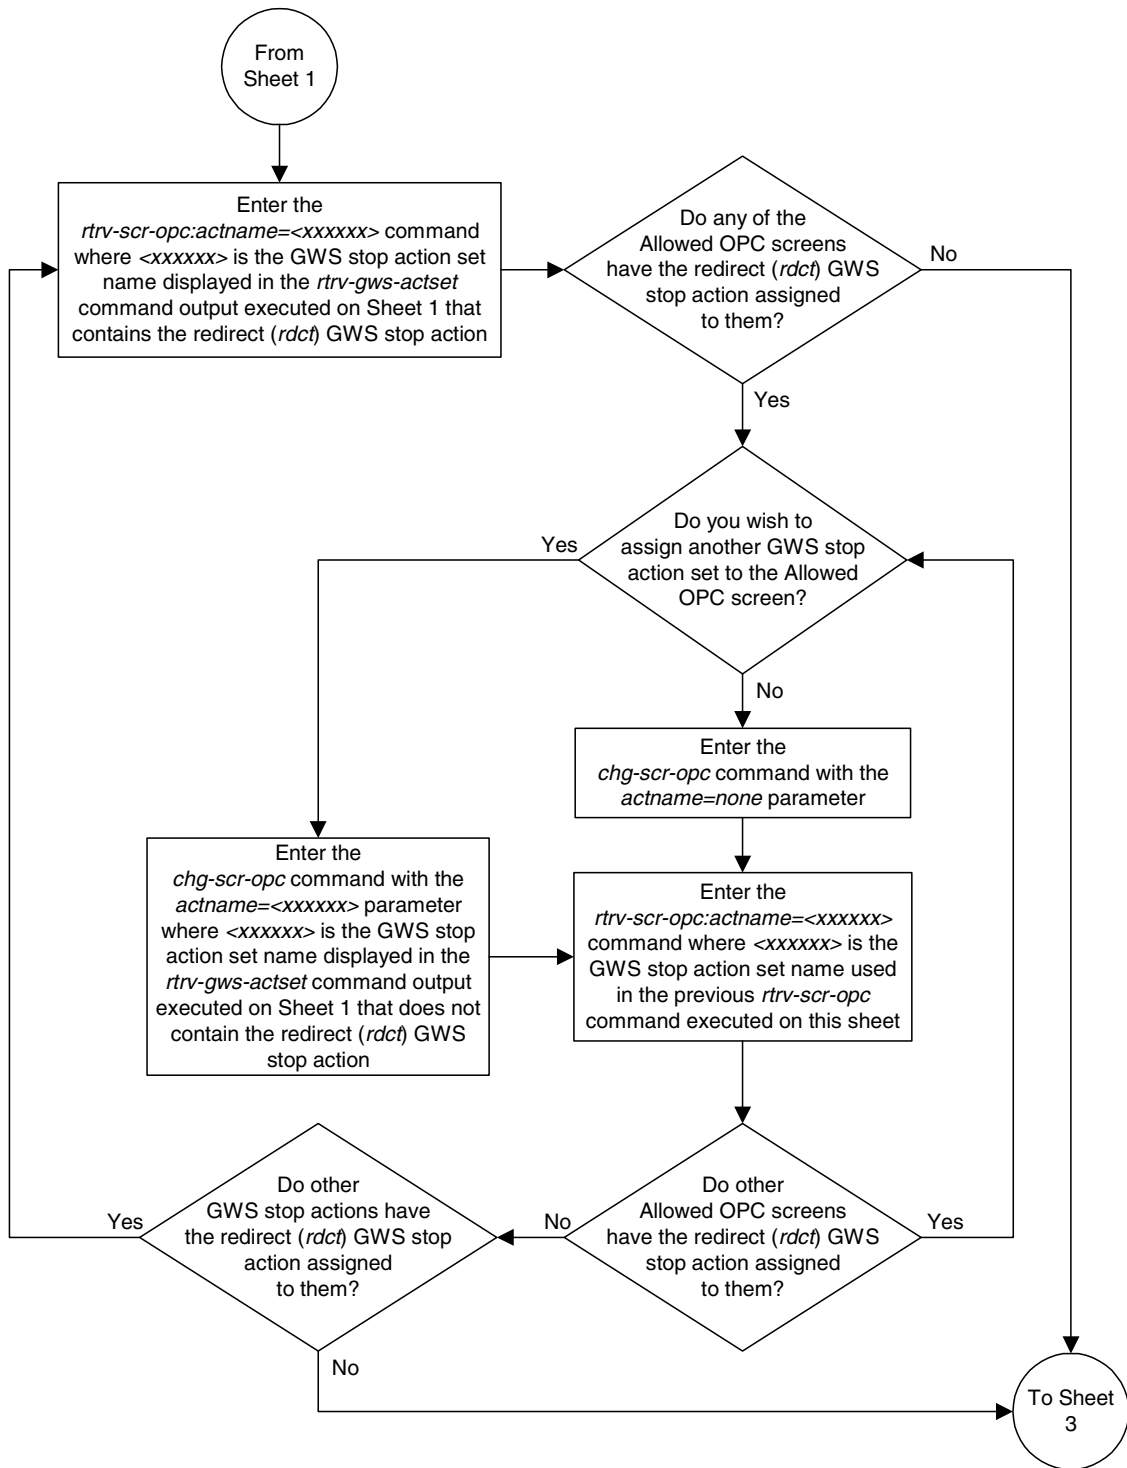 From
Sheet 1
Enter the
rtrv-scr-opc:actname=<xxxxxx> command
where <xxxxxx> is the GWS stop action set
name displayed in the rtrv-gws-actset
command output executed on Sheet 1 that
contains the redirect (rdct) GWS stop action
Do any of the
Allowed OPC screens
have the redirect (rdct) GWS
stop action assigned
to them?
No
Yes
Do you wish to
assign another GWS stop
action set to the Allowed
OPC screen?
Yes
No
Enter the
chg-scr-opc command with the
actname=none parameter
Enter the
chg-scr-opc command with the
actname=<xxxxxx> parameter
where <xxxxxx> is the GWS stop
action set name displayed in the
rtrv-gws-actset command output
executed on Sheet 1 that does not
contain the redirect (rdct) GWS
stop action
Enter the
rtrv-scr-opc:actname=<xxxxxx>
command where <xxxxxx> is the
GWS stop action set name used
in the previous rtrv-scr-opc
command executed on this sheet
Do other
Allowed OPC screens
have the redirect (rdct) GWS
stop action assigned
to them?
Yes
No
Do other
GWS stop actions have
the redirect (rdct) GWS stop
action assigned
to them?
Yes
No
To Sheet
3